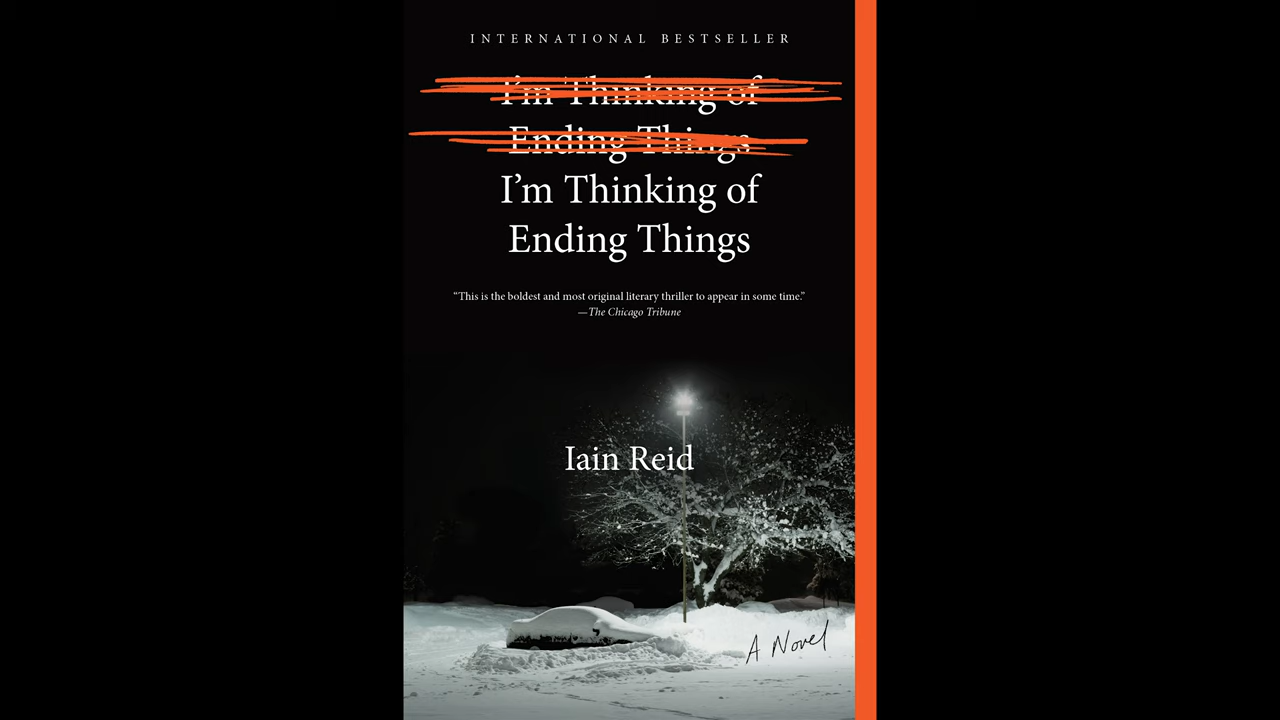 INTERNATIONAL BESTSELLER
I'm Thinking of
Ending Things
I'm Thinking of
Ending Things
“This is the boldest and most original literary thriller to appear in some time.”
—The Chicago Tribune
Iain Reid
A Novel